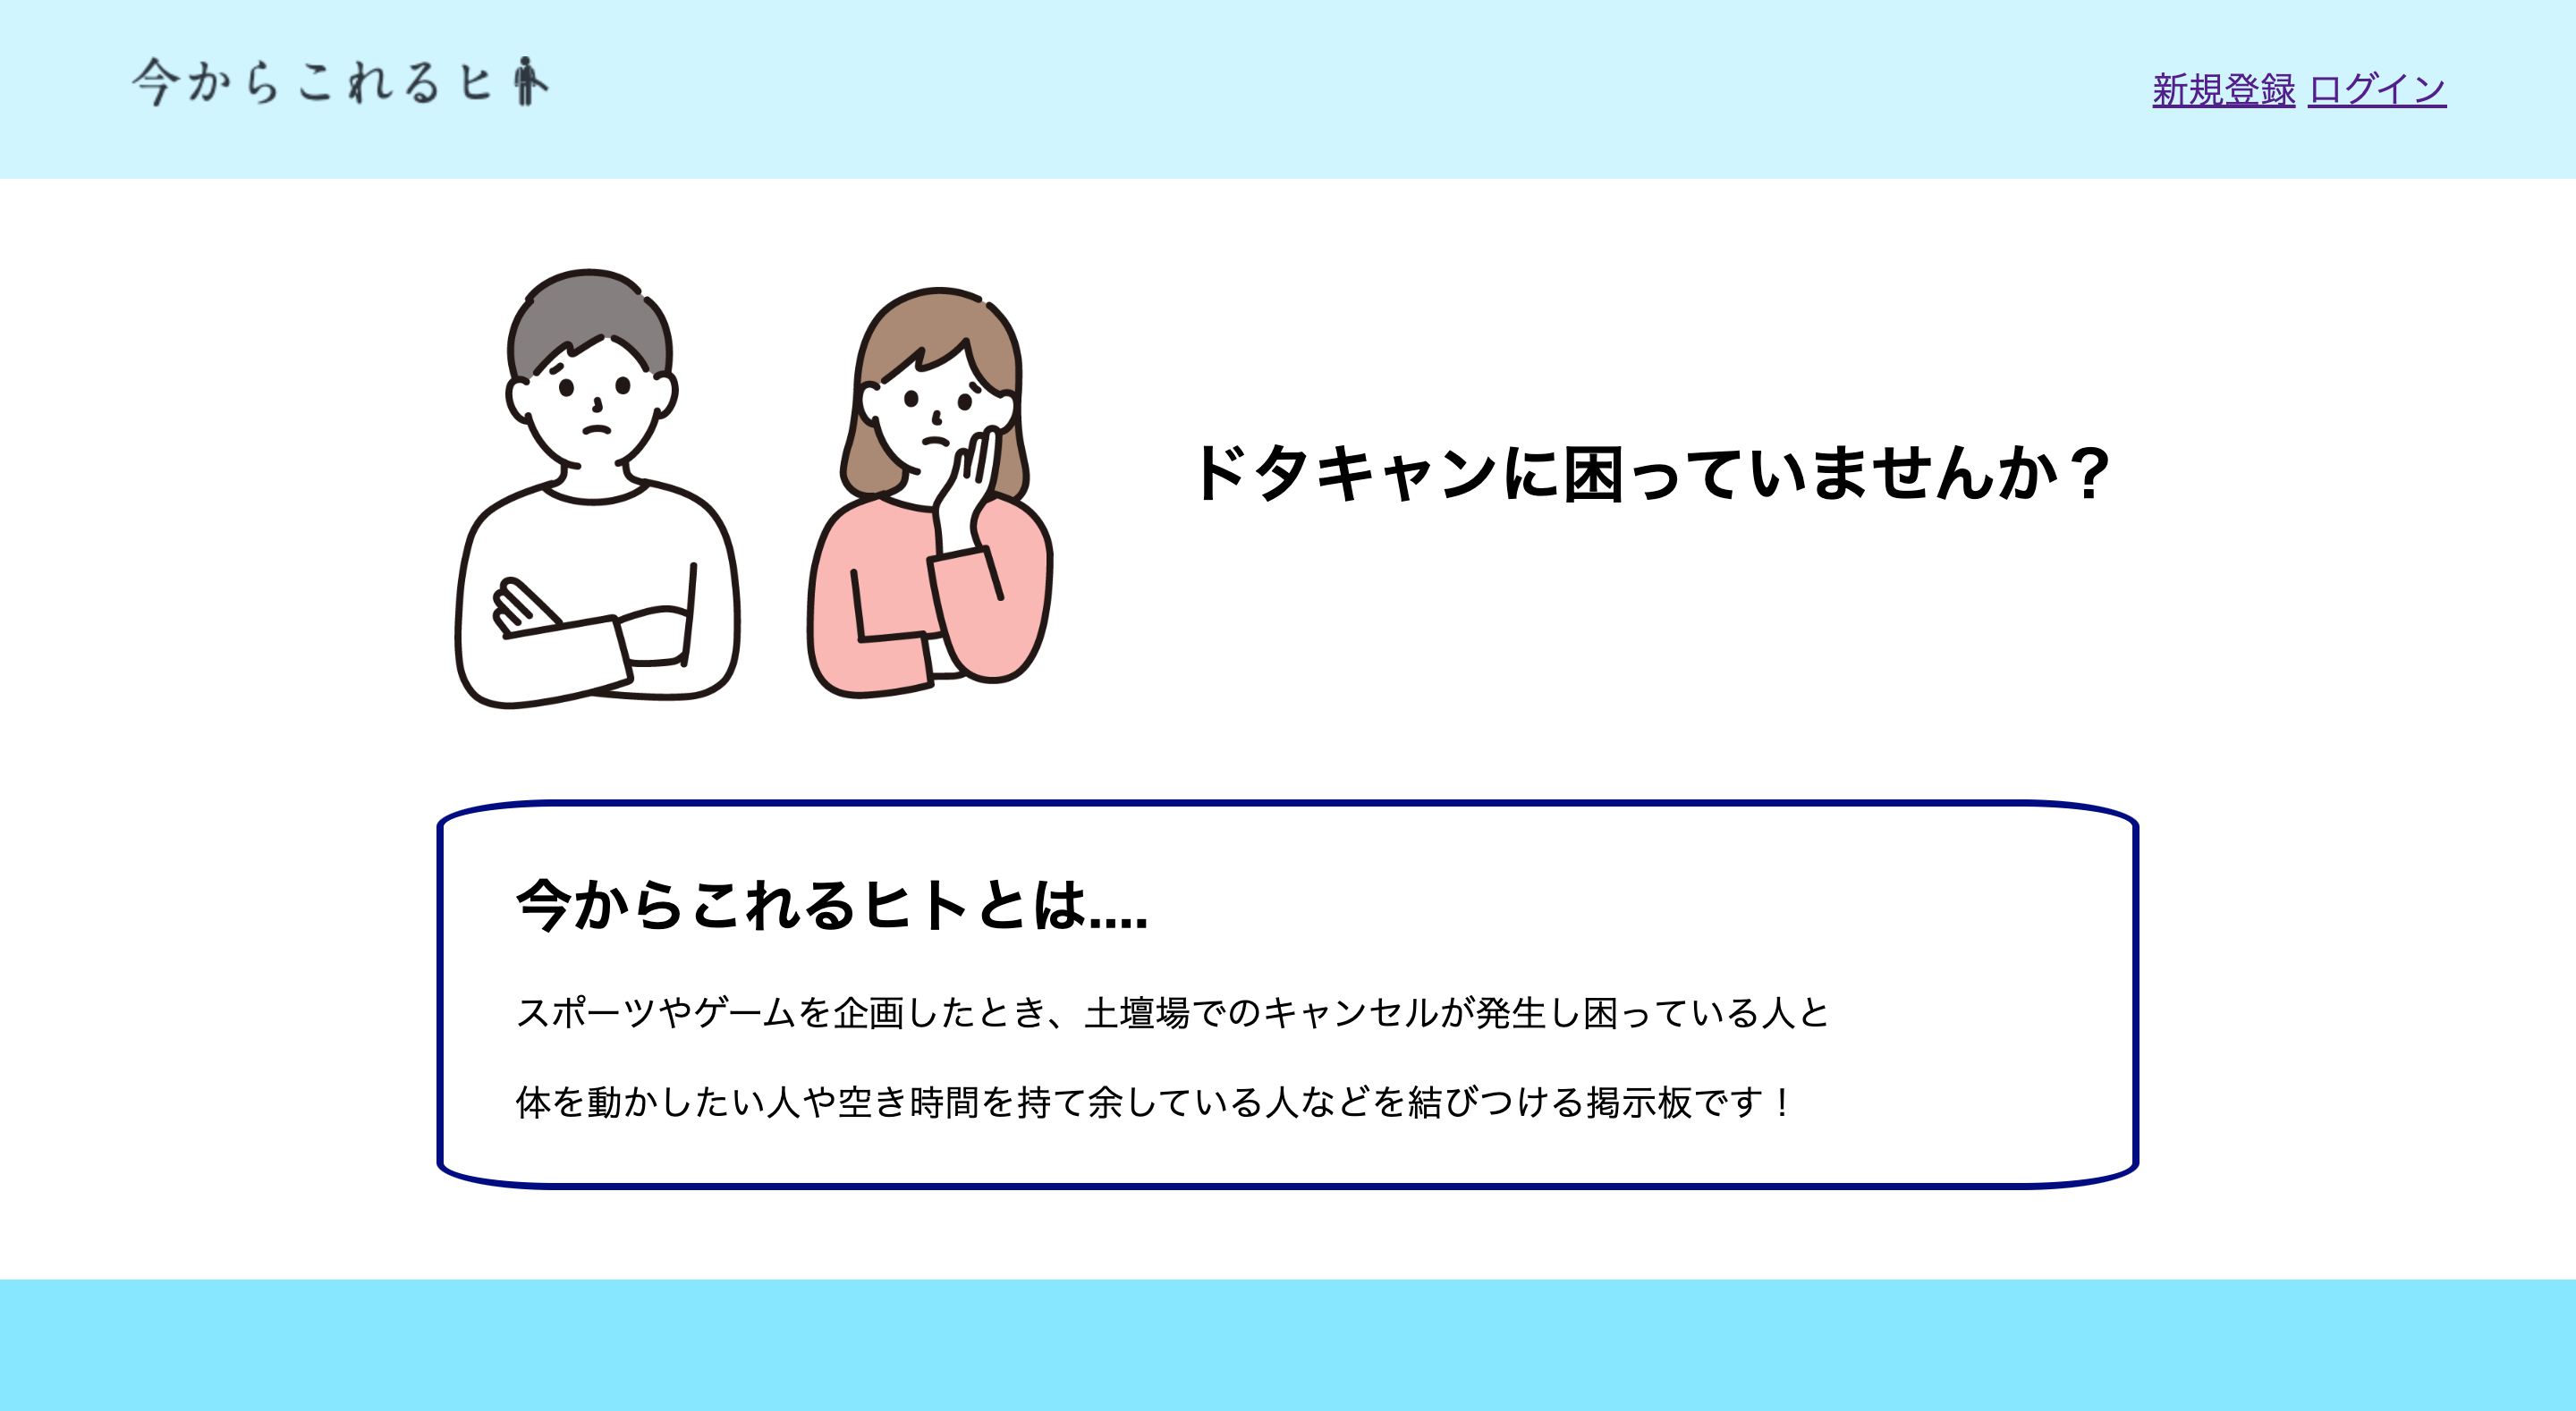 今からこれるヒト
新規登録 ログイン
ドタキャンに困っていませんか？
今からこれるヒトとは....
スポーツやゲームを企画したとき、土壇場でのキャンセルが発生し困っている人と
体を動かしたい人や空き時間を持て余している人などを結びつける掲示板です！